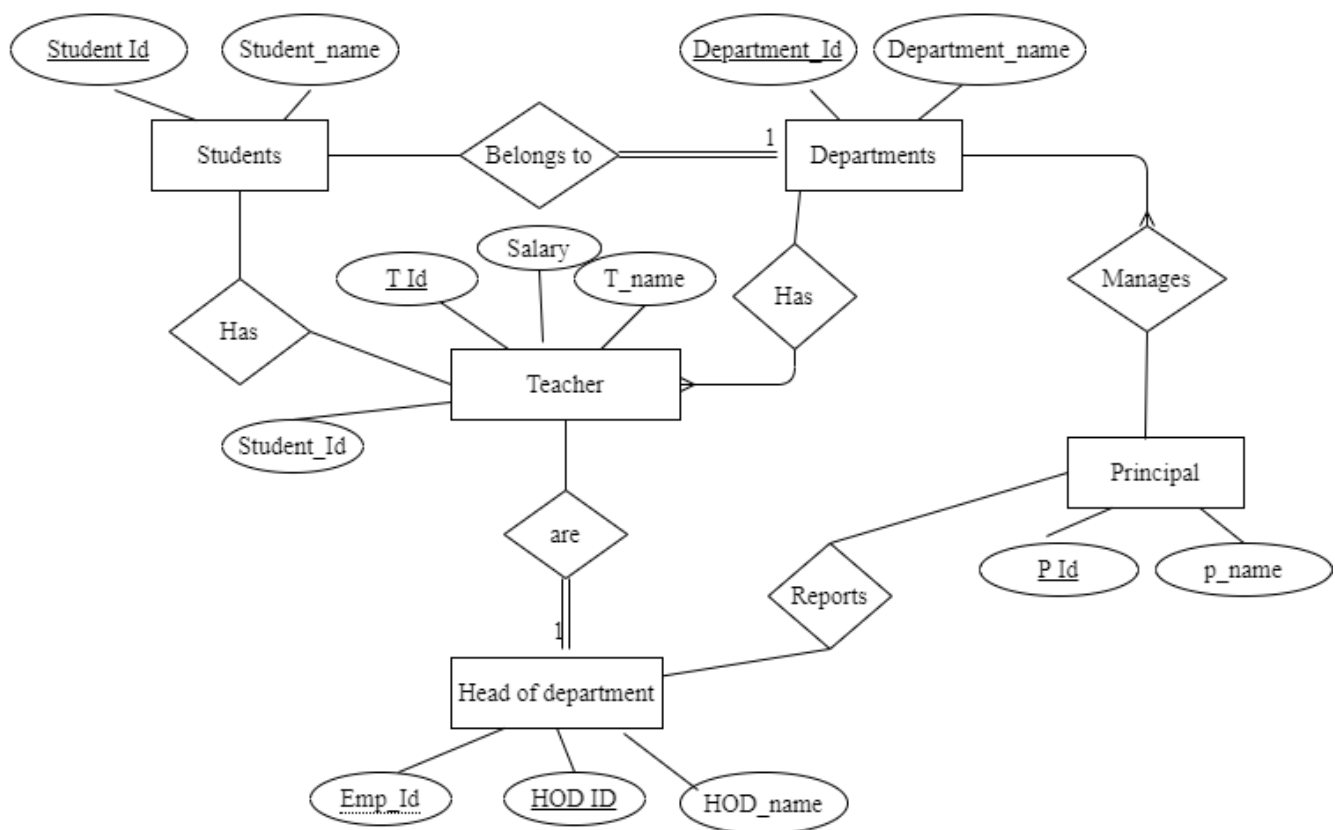 Student Id
Student_name
Department_Id
Department_name
Students
Belongs to
1
Departments
Salary
T Id
T_name
Has
Manages
Has
Teacher
Student_Id
Principal
are
P Id
p_name
Reports
1
Head of department
Emp_Id
HOD ID
HOD_name